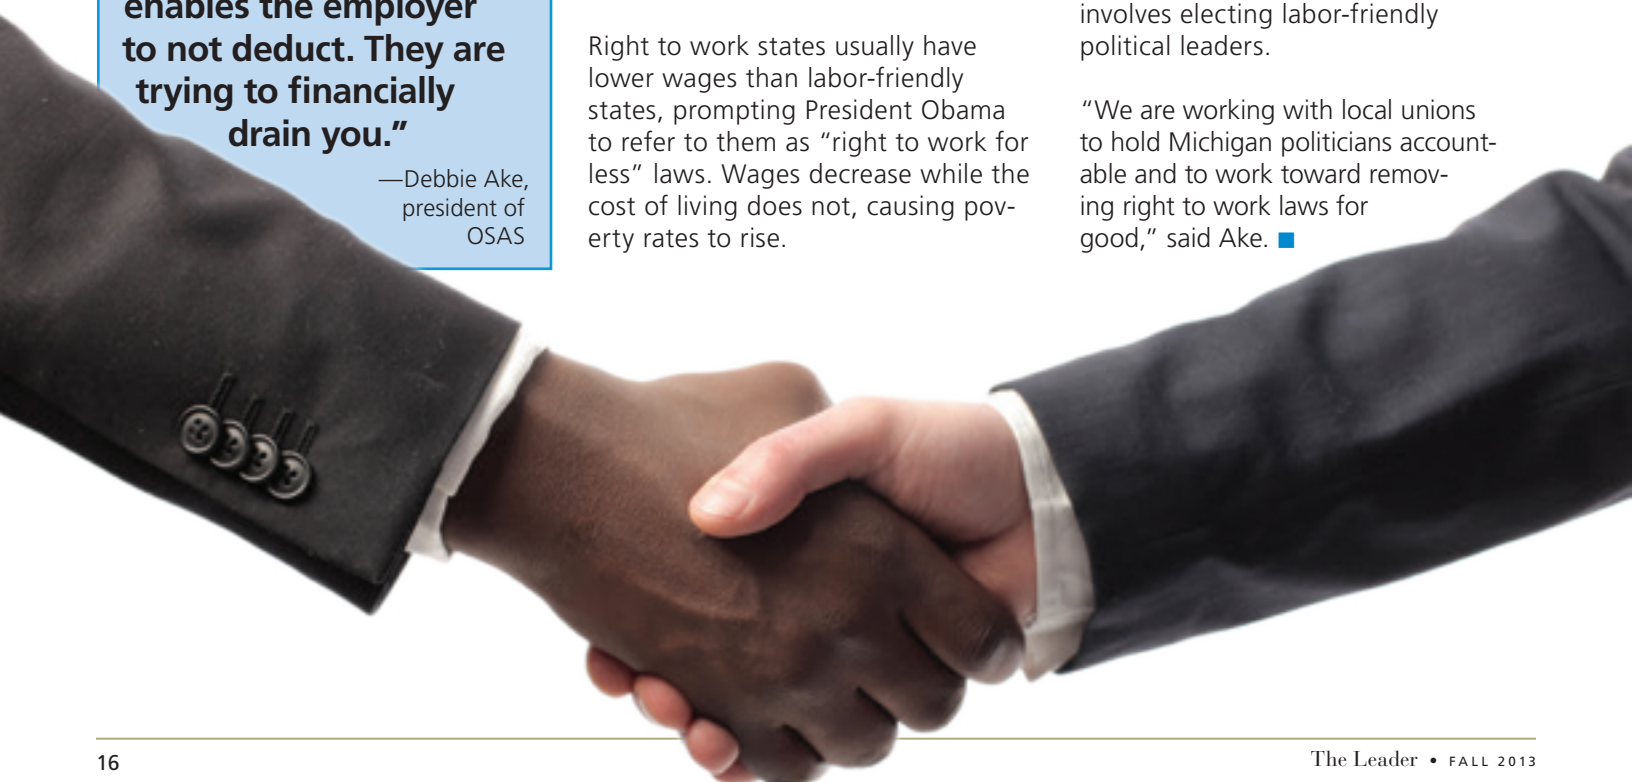 enables the employer
to not deduct. They are
trying to financially
drain you.”
—Debbie Ake,
president of
OSAS
Right to work states usually have
lower wages than labor-friendly
states, prompting President Obama
to refer to them as “right to work for
less” laws. Wages decrease while the
cost of living does not, causing pov-
erty rates to rise.
involves electing labor-friendly
political leaders.
“We are working with local unions
to hold Michigan politicians account-
able and to work toward remov-
ing right to work laws for
good,” said Ake. ■
16
The Leader • FALL 2013